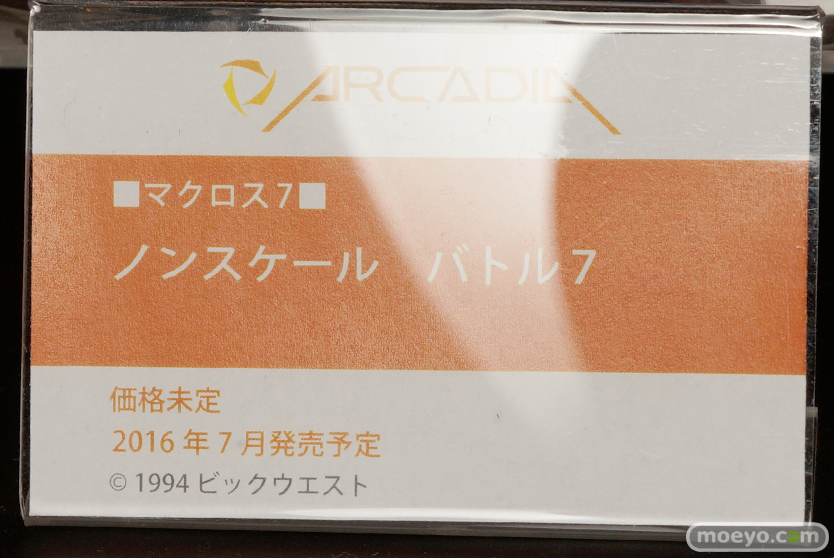 ARCADIA
■マクロス7■
ノンスケール　バトル7
価格未定
2016年7月発売予定
© 1994 ビックウエスト
moeyo.com